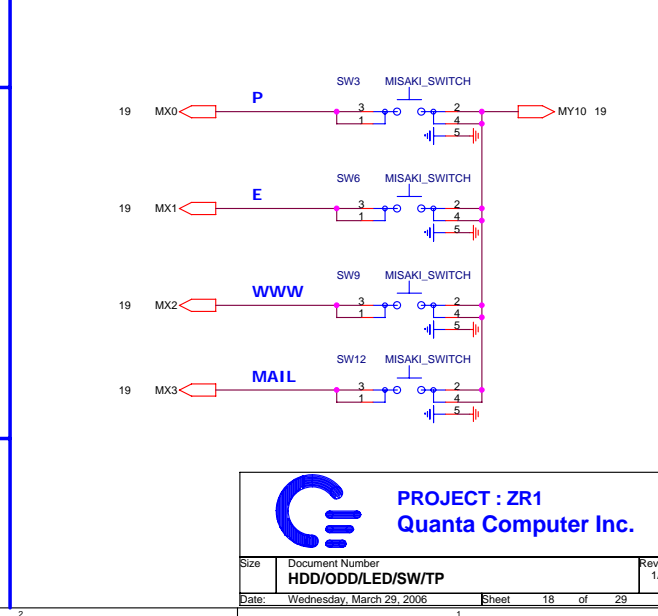 SW3 MISAKI_SWITCH
P
19 MX0 3 2 MY10 19
1 4
5
SW6 MISAKI_SWITCH
E
19 MX1 3 2
1 4
5
SW9 MISAKI_SWITCH
WWW
19 MX2 3 2
1 4
5
SW12 MISAKI_SWITCH
MAIL
19 MX3 3 2
1 4
5
PROJECT : ZR1
Quanta Computer Inc.
Size Document Number Rev
HDD/ODD/LED/SW/TP
Date: Wednesday, March 29, 2006 Sheet 18 of 29
2 1